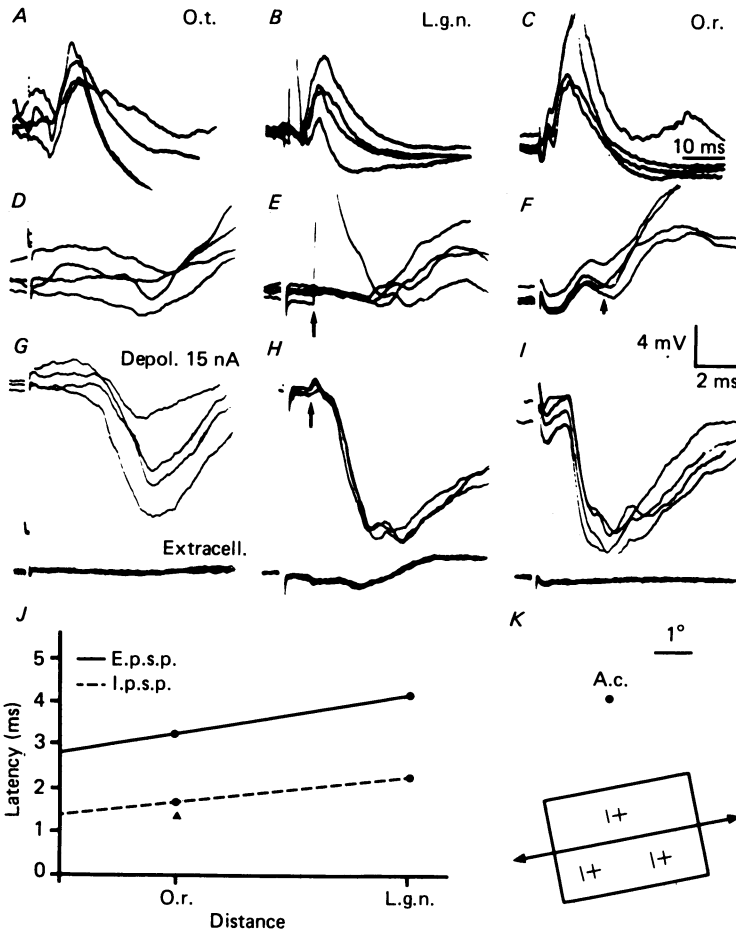 A O.t.
B L.g.n.
C O.r.
10 ms
D
E
F
G Depol. 15 nA
H
4 mV
2 ms
I
Extracell.
J
K
1°
A.c.
E.p.s.p.
I.p.s.p.
5
4
3
2
1
0
Latency (ms)
O.r.
L.g.n.
Distance